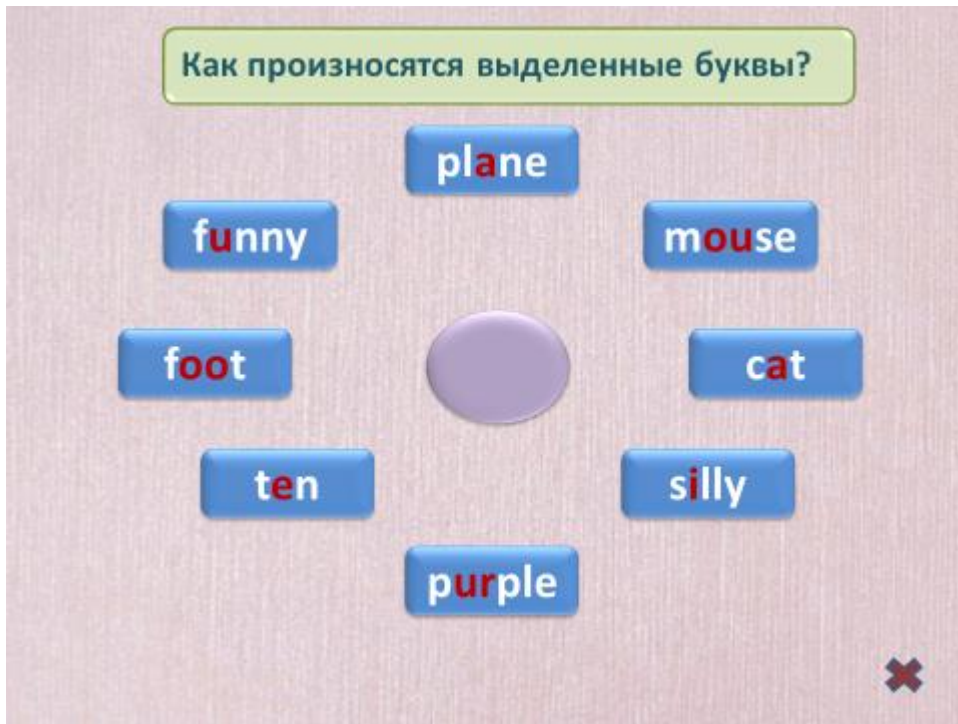 Как произносятся выделенные буквы?
plane
funny
mouse
foot
cat
ten
silly
purple